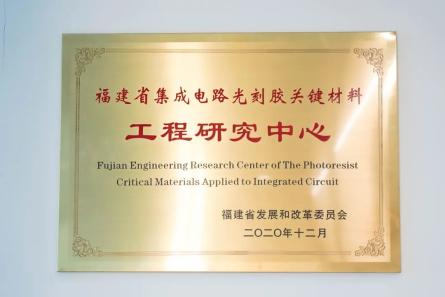 福建省集成电路光刻胶关键材料
工程研究中心
Fujian Engineering Research Center of The Photoresist
Critical Materials Applied to Integrated Circuit
福建省发展和改革委员会
二〇二〇年十二月